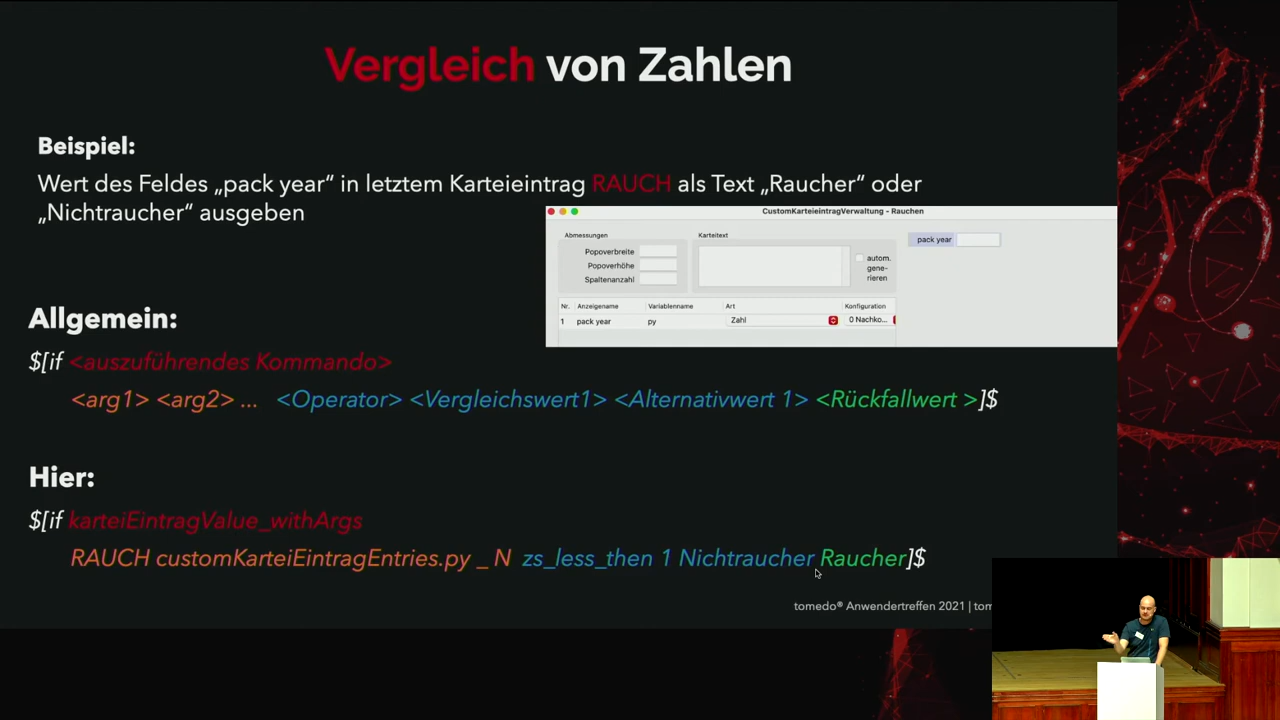 Vergleich von Zahlen
Beispiel:
Wert des Feldes „pack year“ in letztem Karteieintrag RAUCH als Text „Raucher“ oder
„Nichtraucher“ ausgeben
CustomKarteieintragVerwaltung - Rauchen
Abmessungen
Popoverbreite
Popoverhöhe
Spaltenanzahl
Karteitext
autom.
gene-
rieren
pack year
Nr. Anzeigename Variablenname Art Konfiguration
1 pack year py Zahl 0 Nachko...
Allgemein:
$[if <auszuführendes Kommando>
<arg1> <arg2> ... <Operator> <Vergleichswert1> <Alternativwert 1> <Rückfallwert >]$
Hier:
$[if karteiEintragValue_withArgs
RAUCH customKarteiEintragEntries.py _ N zs_less_then 1 Nichtraucher Raucher]$
tomedo® Anwendertreffen 2021 | tom